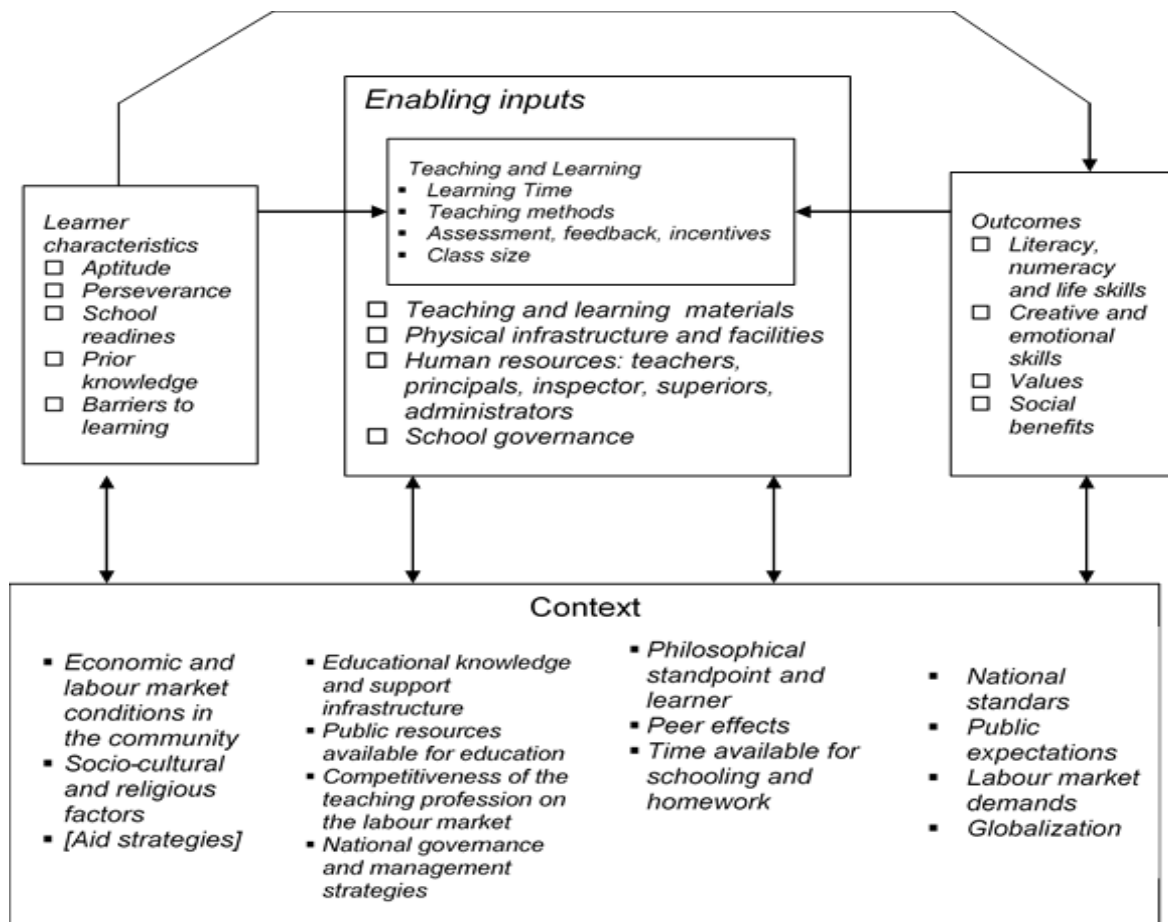 Enabling inputs
Teaching and Learning
Learning Time
Teaching methods
Assessment, feedback, incentives
Class size
Teaching and learning materials
Physical infrastructure and facilities
Human resources: teachers,
principals, inspector, superiors,
administrators
School governance
Learner
characteristics
Aptitude
Perseverance
School
readines
Prior
knowledge
Barriers to
learning
Outcomes
Literacy,
numeracy
and life skills
Creative and
emotional
skills
Values
Social
benefits
Context
Economic and
labour market
conditions in
the community
Socio-cultural
and religious
factors
[Aid strategies]
Educational knowledge
and support
infrastructure
Public resources
available for education
Competitiveness of the
teaching profession on
the labour market
National governance
and management
strategies
Philosophical
standpoint and
learner
Peer effects
Time available for
schooling and
homework
National
standars
Public
expectations
Labour market
demands
Globalization